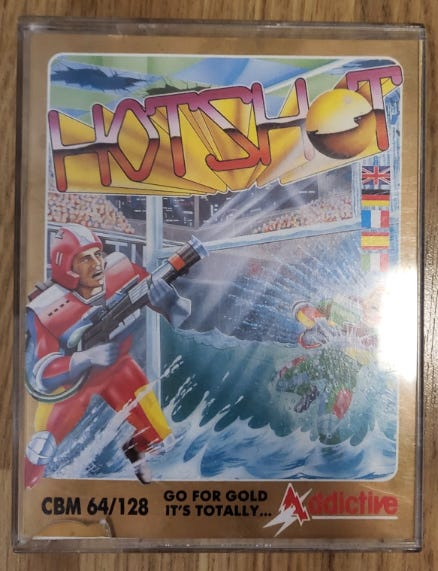 HOTSHOT
CBM 64/128
GO FOR GOLD
IT'S TOTALLY...
Addictive